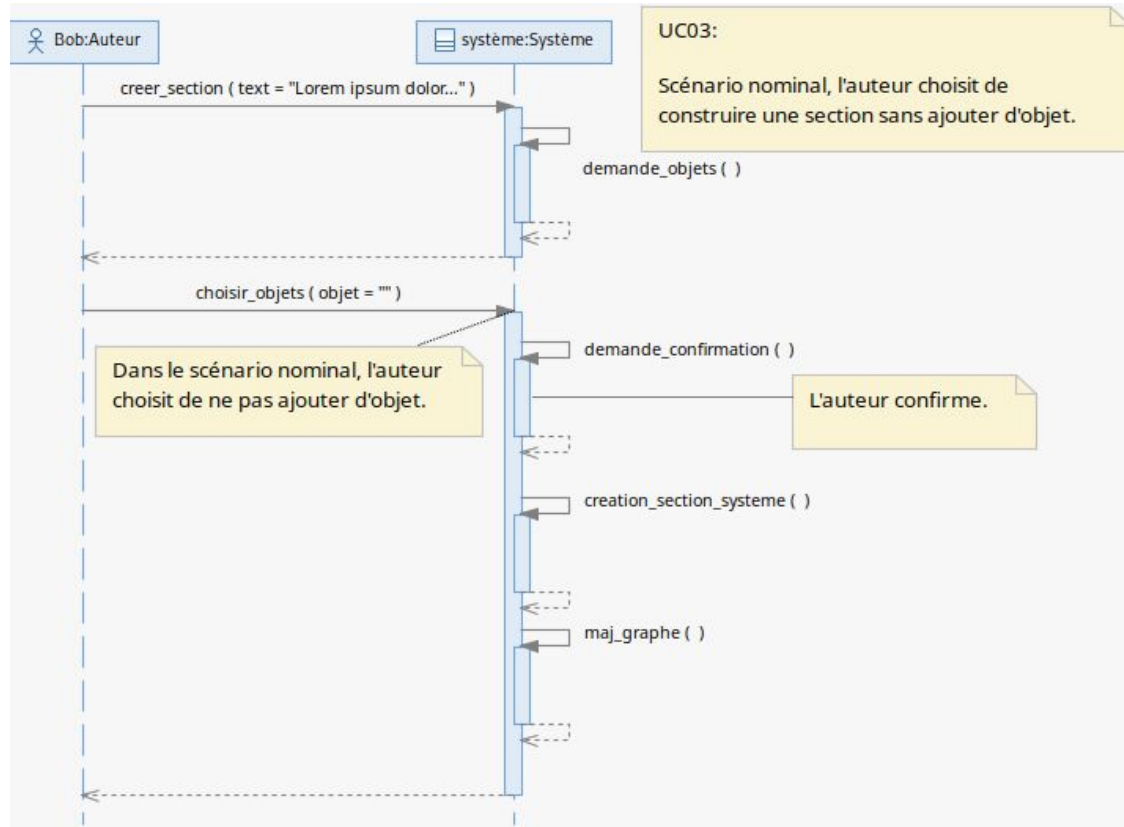 Bob:Auteur
système:Système
UC03:
Scénario nominal, l'auteur choisit de
construire une section sans ajouter d'objet.
creer_section ( text = "Lorem ipsum dolor..." )
demande_objets (  )
choisir_objets ( objet = "" )
Dans le scénario nominal, l'auteur
choisit de ne pas ajouter d'objet.
demande_confirmation (  )
L'auteur confirme.
creation_section_systeme (  )
maj_graphe (  )